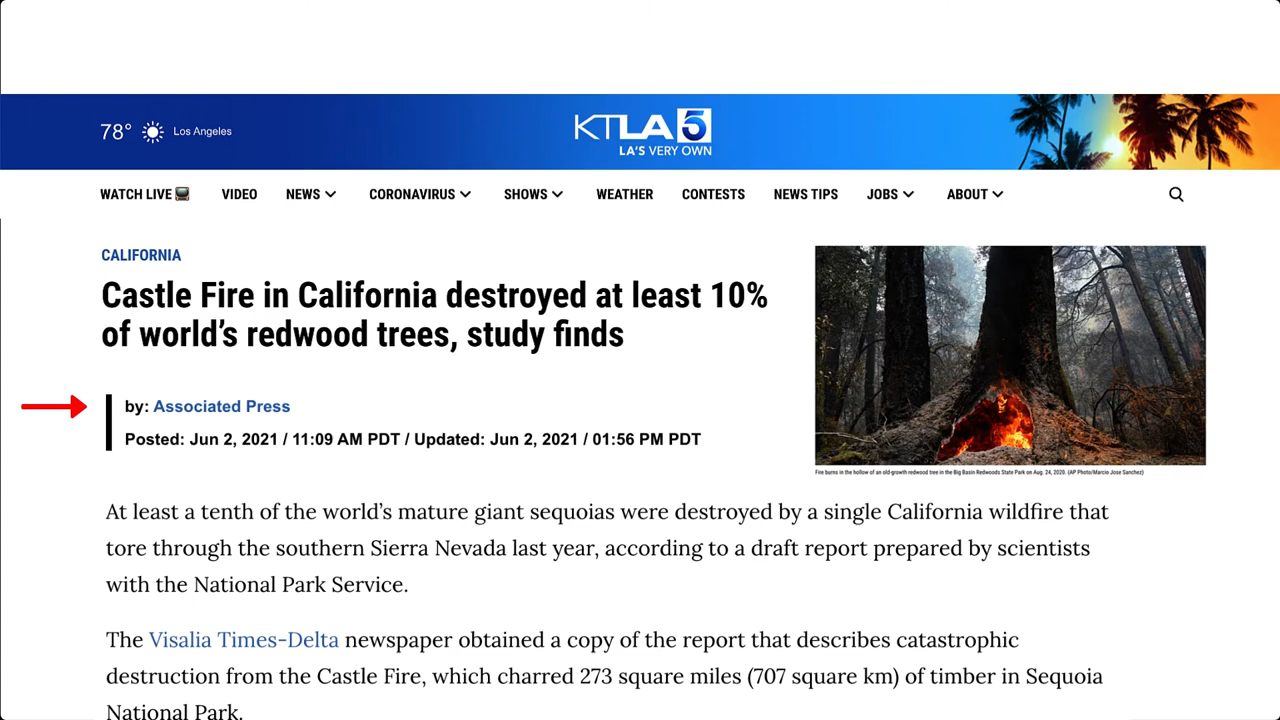 78° Los Angeles
KTLA 5
LA'S VERY OWN
WATCH LIVE VIDEO NEWS CORONAVIRUS SHOWS WEATHER CONTESTS NEWS TIPS JOBS ABOUT
CALIFORNIA
Castle Fire in California destroyed at least 10%
of world’s redwood trees, study finds
by: Associated Press
Posted: Jun 2, 2021 / 11:09 AM PDT / Updated: Jun 2, 2021 / 01:56 PM PDT
Fire burns in the hollow of an old-growth redwood tree in the Big Basin Redwoods State Park on Aug. 24, 2020. (AP Photo/Marcio Jose Sanchez)
At least a tenth of the world’s mature giant sequoias were destroyed by a single California wildfire that
tore through the southern Sierra Nevada last year, according to a draft report prepared by scientists
with the National Park Service.
The Visalia Times-Delta newspaper obtained a copy of the report that describes catastrophic
destruction from the Castle Fire, which charred 273 square miles (707 square km) of timber in Sequoia
National Park.